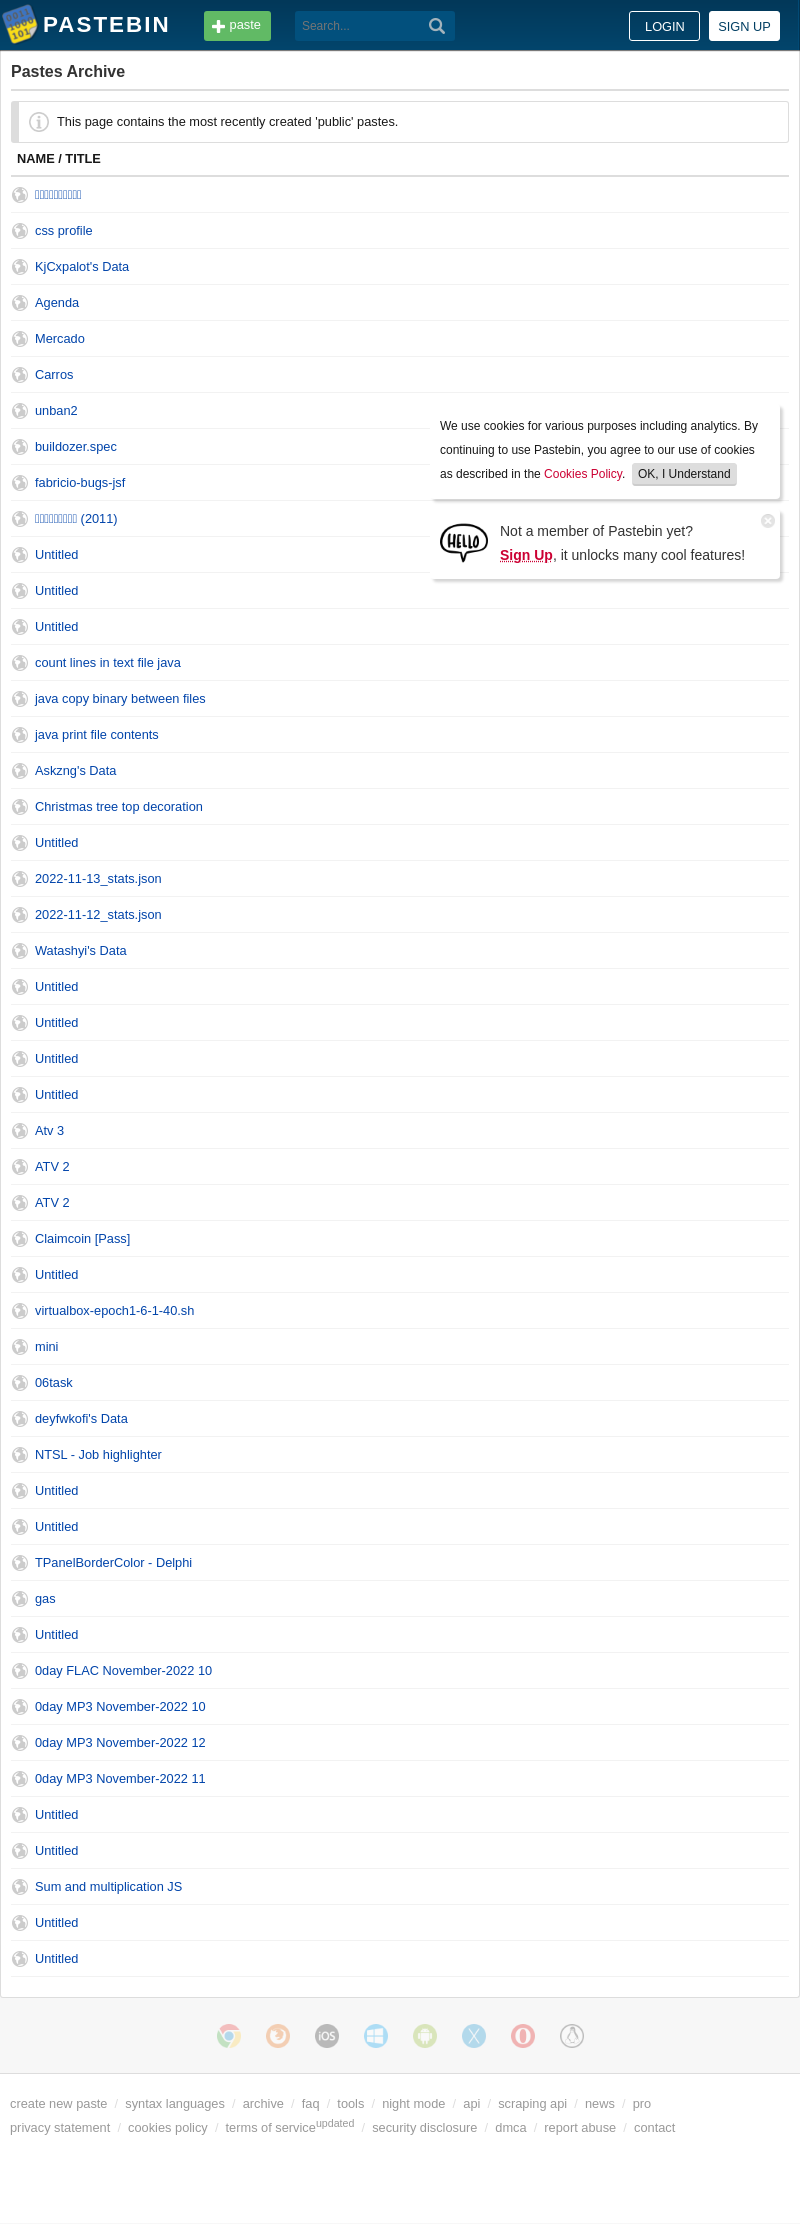 PASTEBIN
paste
Search...
LOGIN
SIGN UP
Pastes Archive
This page contains the most recently created 'public' pastes.
NAME / TITLE
css profile
KjCxpalot's Data
Agenda
Mercado
Carros
unban2
buildozer.spec
fabricio-bugs-jsf
(2011)
We use cookies for various purposes including analytics. By
continuing to use Pastebin, you agree to our use of cookies
as described in the Cookies Policy. OK, I Understand
HELLO
Not a member of Pastebin yet?
Sign Up, it unlocks many cool features!
Untitled
Untitled
Untitled
count lines in text file java
java copy binary between files
java print file contents
Askzng's Data
Christmas tree top decoration
Untitled
2022-11-13_stats.json
2022-11-12_stats.json
Watashyi's Data
Untitled
Untitled
Untitled
Untitled
Atv 3
ATV 2
ATV 2
Claimcoin [Pass]
Untitled
virtualbox-epoch1-6-1-40.sh
mini
06task
deyfwkofi's Data
NTSL - Job highlighter
Untitled
Untitled
TPanelBorderColor - Delphi
gas
Untitled
0day FLAC November-2022 10
0day MP3 November-2022 10
0day MP3 November-2022 12
0day MP3 November-2022 11
Untitled
Untitled
Sum and multiplication JS
Untitled
Untitled
iOS
create new paste / syntax languages / archive / faq / tools / night mode / api / scraping api / news / pro
privacy statement / cookies policy / terms of service updated / security disclosure / dmca / report abuse / contact